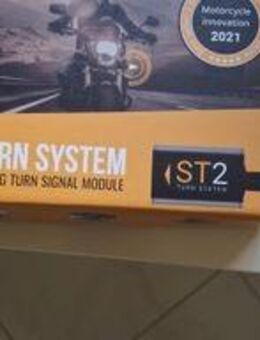 Motorcycle
innovation
2021
RN SYSTEM
G TURN SIGNAL MODULE
ST2
TURN SYSTEM